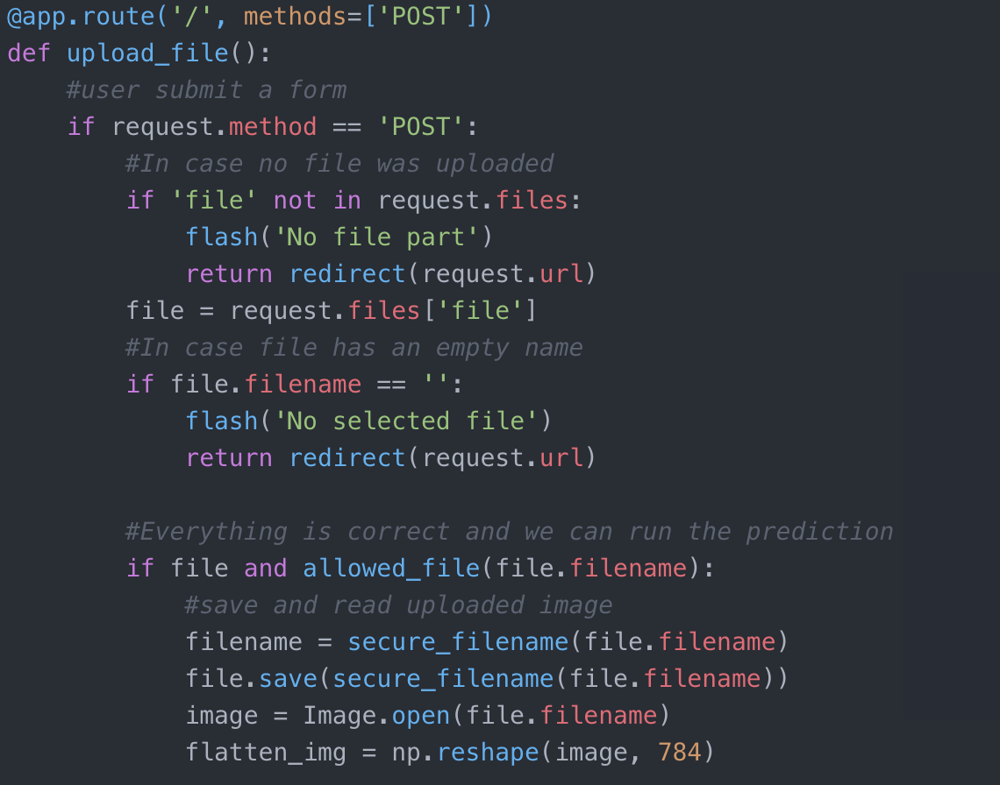 @app.route('/', methods=['POST'])
def upload_file():
    #user submit a form
    if request.method == 'POST':
        #In case no file was uploaded
        if 'file' not in request.files:
            flash('No file part')
            return redirect(request.url)
        file = request.files['file']
        #In case file has an empty name
        if file.filename == '':
            flash('No selected file')
            return redirect(request.url)

        #Everything is correct and we can run the prediction
        if file and allowed_file(file.filename):
            #save and read uploaded image
            filename = secure_filename(file.filename)
            file.save(secure_filename(file.filename))
            image = Image.open(file.filename)
            flatten_img = np.reshape(image, 784)